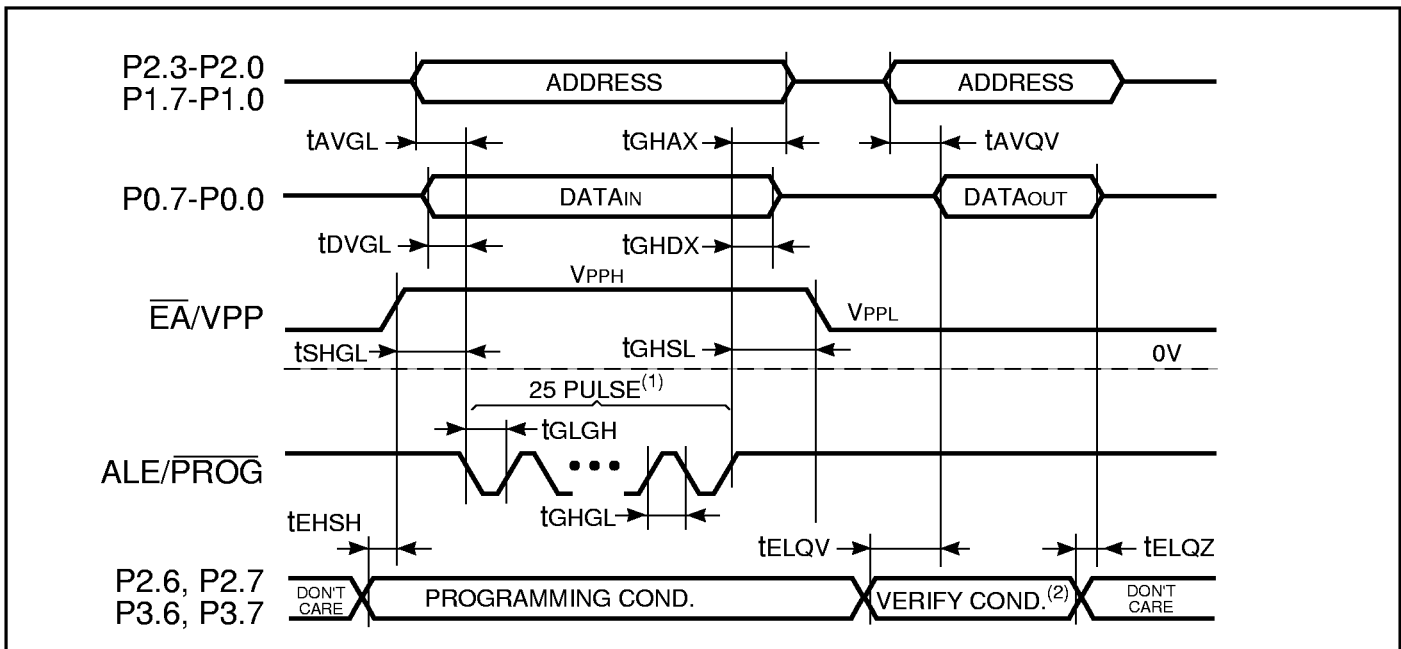 P2.3-P2.0
P1.7-P1.0
ADDRESS
ADDRESS
tAVGL
tGHAX
tAVQV
P0.7-P0.0
DATAIN
DATAOUT
tDVGL
tGHDX
VPPH
EA/VPP
VPPL
tSHGL
tGHSL
0V
25 PULSE(1)
tGLGH
ALE/PROG
tGHGL
tEHSH
tELQV
tELQZ
P2.6, P2.7
P3.6, P3.7
DON'T
CARE
PROGRAMMING COND.
VERIFY COND.(2)
DON'T
CARE